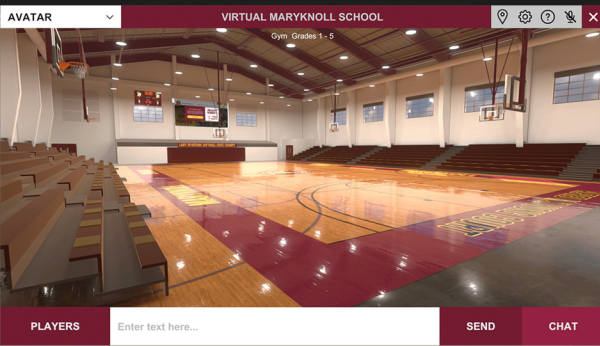 AVATAR
VIRTUAL MARYKNOLL SCHOOL
Gym Grades 1 - 5
PLAYERS
Enter text here...
SEND
CHAT